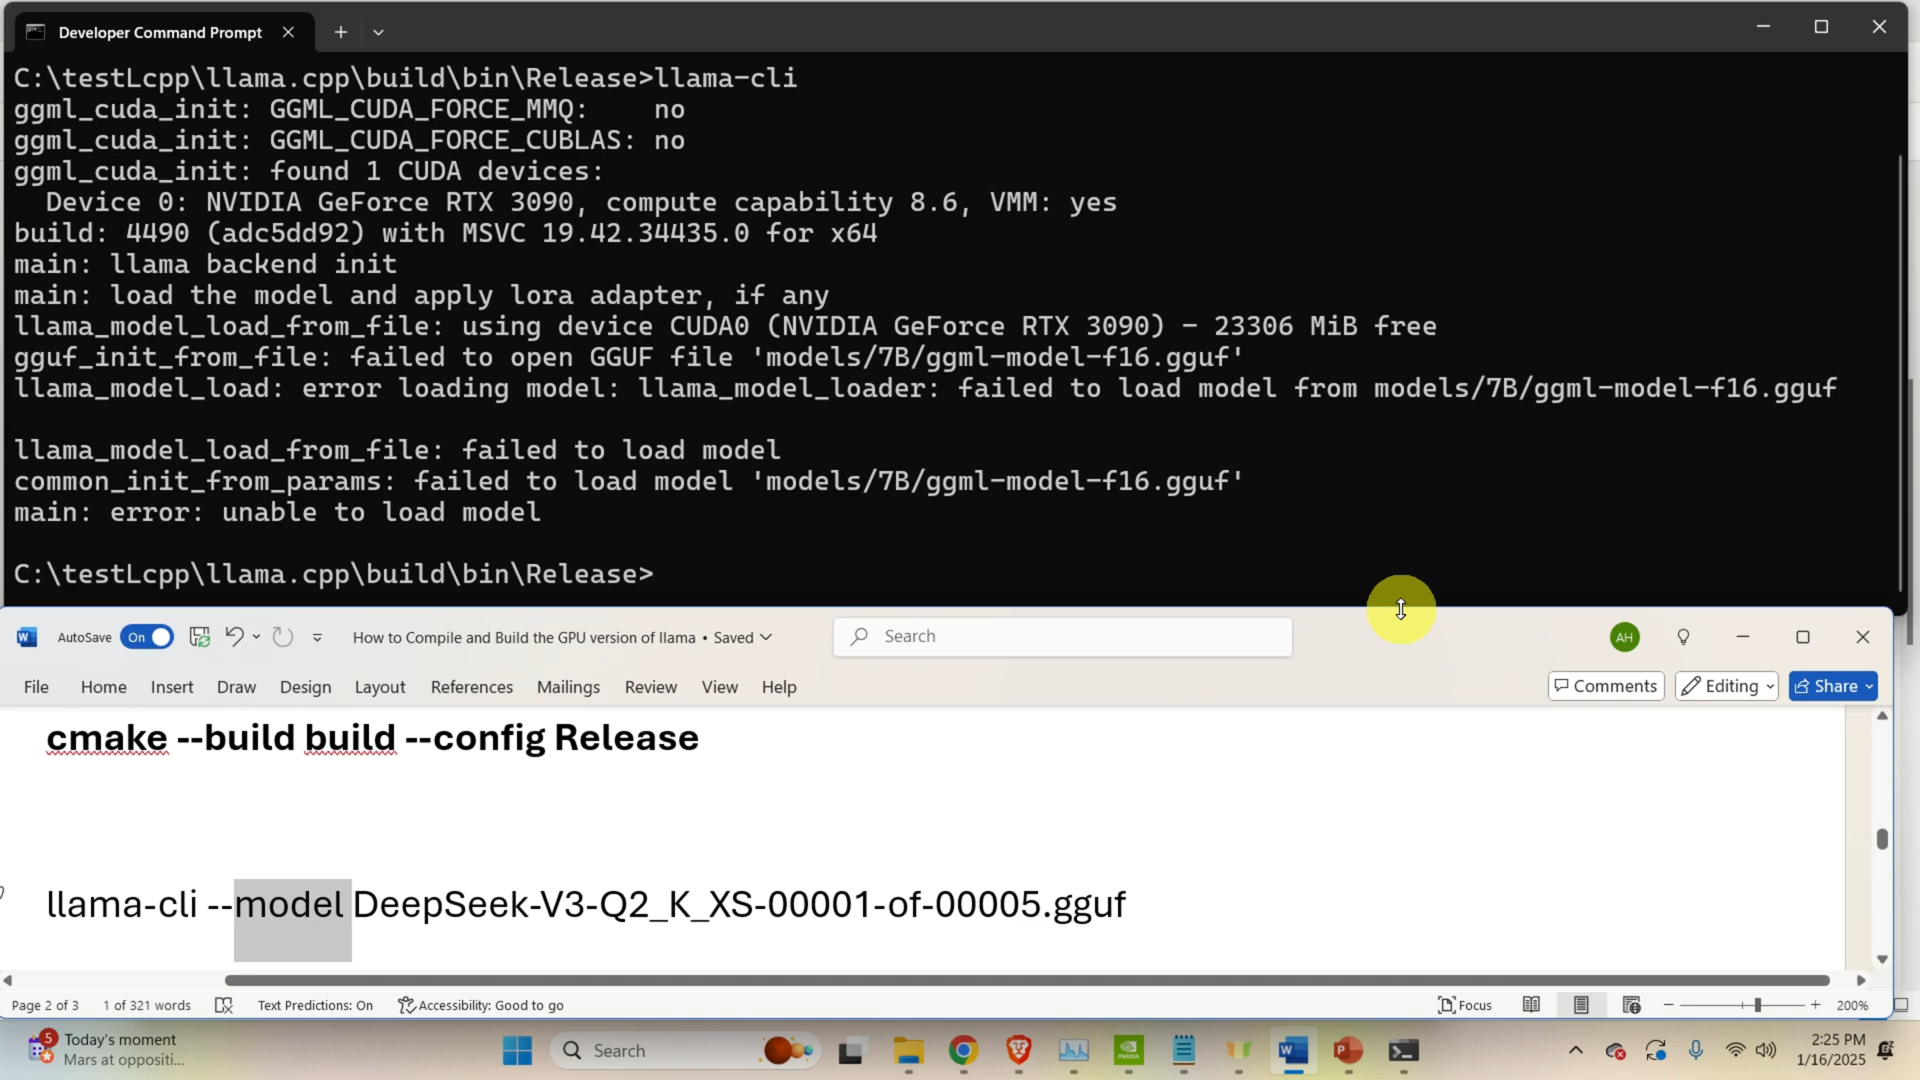 Developer Command Prompt
C:\testLcpp\llama.cpp\build\bin\Release>llama-cli
ggml_cuda_init: GGML_CUDA_FORCE_MMQ:    no
ggml_cuda_init: GGML_CUDA_FORCE_CUBLAS: no
ggml_cuda_init: found 1 CUDA devices:
  Device 0: NVIDIA GeForce RTX 3090, compute capability 8.6, VMM: yes
build: 4490 (adc5dd92) with MSVC 19.42.34435.0 for x64
main: llama backend init
main: load the model and apply lora adapter, if any
llama_model_load_from_file: using device CUDA0 (NVIDIA GeForce RTX 3090) - 23306 MiB free
gguf_init_from_file: failed to open GGUF file 'models/7B/ggml-model-f16.gguf'
llama_model_load: error loading model: llama_model_loader: failed to load model from models/7B/ggml-model-f16.gguf
llama_model_load_from_file: failed to load model
common_init_from_params: failed to load model 'models/7B/ggml-model-f16.gguf'
main: error: unable to load model
C:\testLcpp\llama.cpp\build\bin\Release>
AutoSave On How to Compile and Build the GPU version of llama • Saved Search AH
File Home Insert Draw Design Layout References Mailings Review View Help Comments Editing Share
cmake --build build --config Release
llama-cli --model DeepSeek-V3-Q2_K_XS-00001-of-00005.gguf
Page 2 of 3 1 of 321 words Text Predictions: On Accessibility: Good to go Focus 200%
5 Today's moment
Mars at oppositi...
Search
2:25 PM
1/16/2025